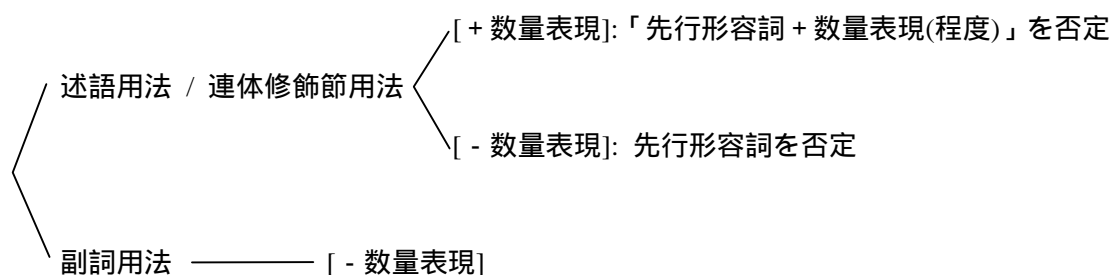 [ + 数量表現]:「先行形容詞 + 数量表現(程度)」を否定
述語用法 / 連体修飾節用法
[ - 数量表現]: 先行形容詞を否定
副詞用法 [ - 数量表現]